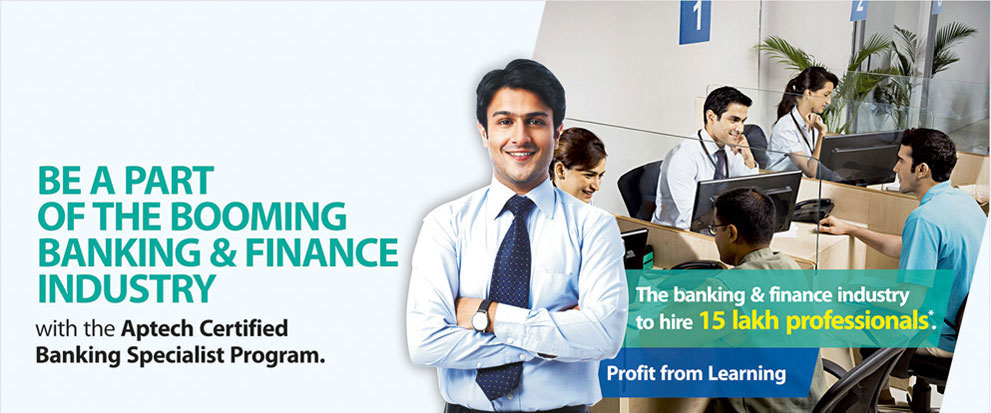 BE A PART
OF THE BOOMING
BANKING & FINANCE
INDUSTRY
with the Aptech Certified
Banking Specialist Program.
1
2
The banking & finance industry
to hire 15 lakh professionals*.
Profit from Learning